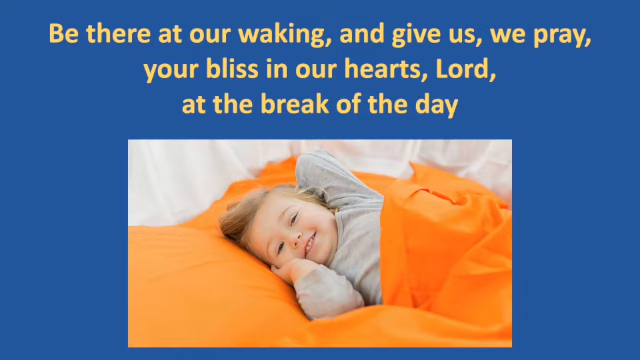 Be there at our waking, and give us, we pray,
your bliss in our hearts, Lord,
at the break of the day